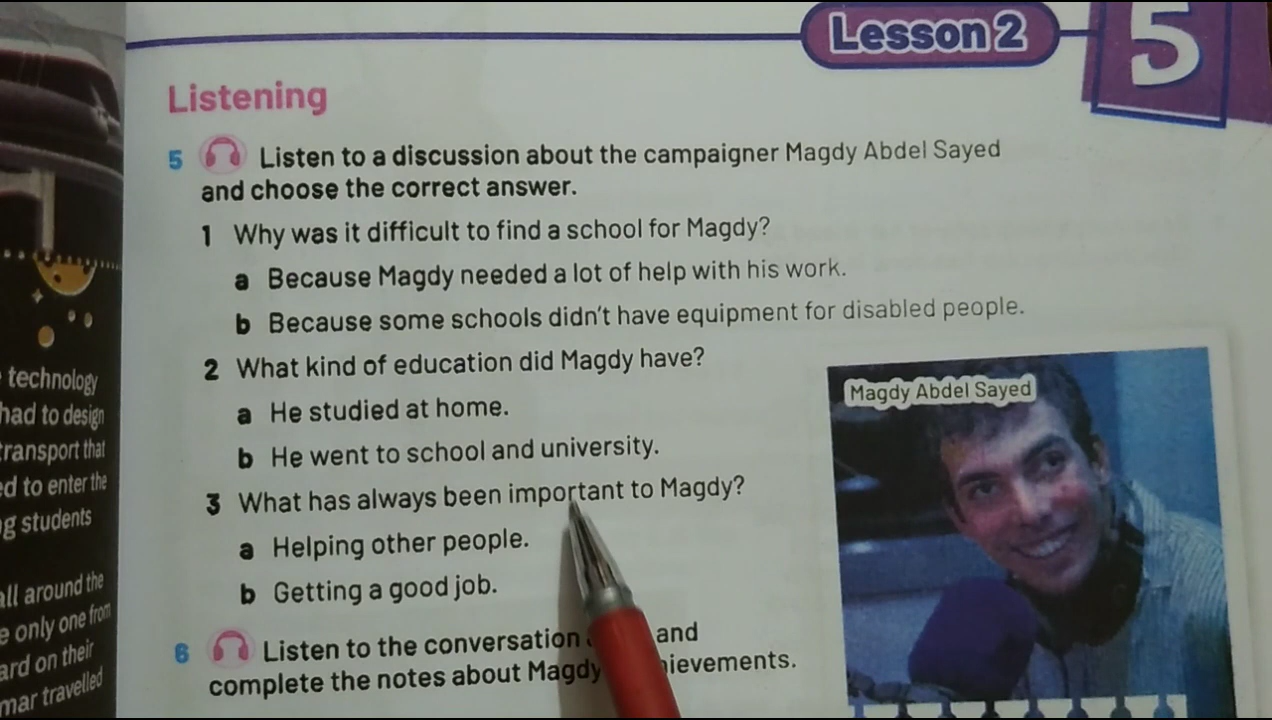 Lesson 2
5
Listening
5 Listen to a discussion about the campaigner Magdy Abdel Sayed
and choose the correct answer.
1 Why was it difficult to find a school for Magdy?
a Because Magdy needed a lot of help with his work.
b Because some schools didn't have equipment for disabled people.
2 What kind of education did Magdy have?
a He studied at home.
b He went to school and university.
3 What has always been important to Magdy?
a Helping other people.
b Getting a good job.
6 Listen to the conversation and
complete the notes about Magdy
Magdy Abdel Sayed
technology
had to design
transport that
to enter the
students
all around the
only one from
on their
travelled